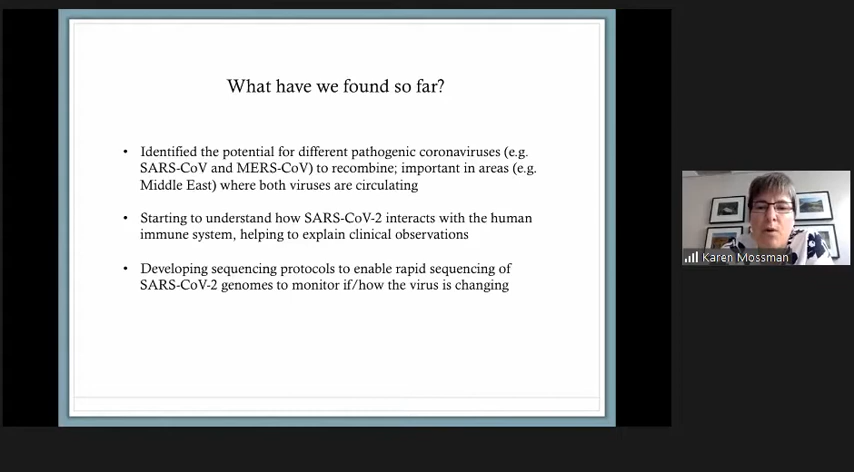 What have we found so far?
• Identified the potential for different pathogenic coronaviruses (e.g.
SARS-CoV and MERS-CoV) to recombine; important in areas (e.g.
Middle East) where both viruses are circulating
• Starting to understand how SARS-CoV-2 interacts with the human
immune system, helping to explain clinical observations
• Developing sequencing protocols to enable rapid sequencing of
SARS-CoV-2 genomes to monitor if/how the virus is changing
Karen Mossman